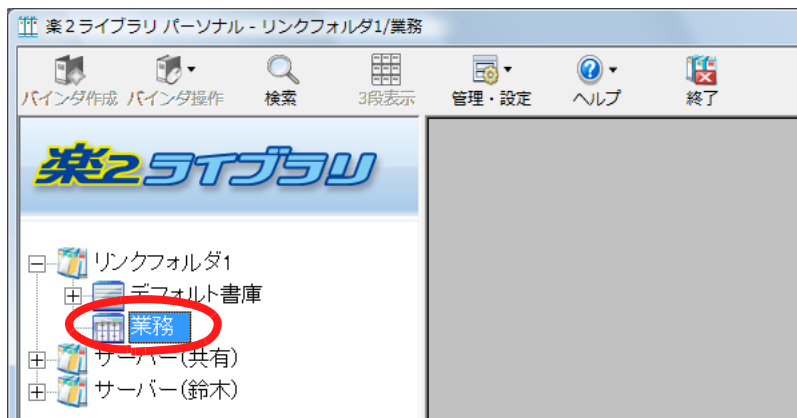 楽2ライブラリ パーソナル - リンクフォルダ1/業務
バインダ作成 バインダ操作 検索 3段表示 管理・設定 ヘルプ 終了
楽2ライブラリ
リンクフォルダ1
デフォルト書庫
業務
サーバー(共有)
サーバー(鈴木)